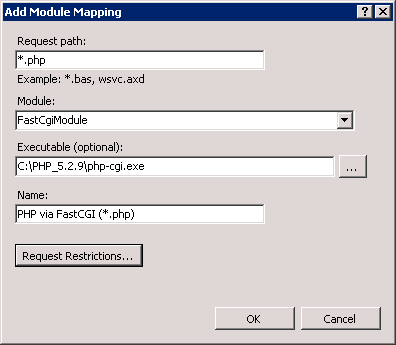 Add Module Mapping
Request path:
*.php
Example: *.bas, wsvc.axd
Module:
FastCgiModule
Executable (optional):
C:\PHP_5.2.9\php-cgi.exe
...
Name:
PHP via FastCGI (*.php)
Request Restrictions...
OK
Cancel